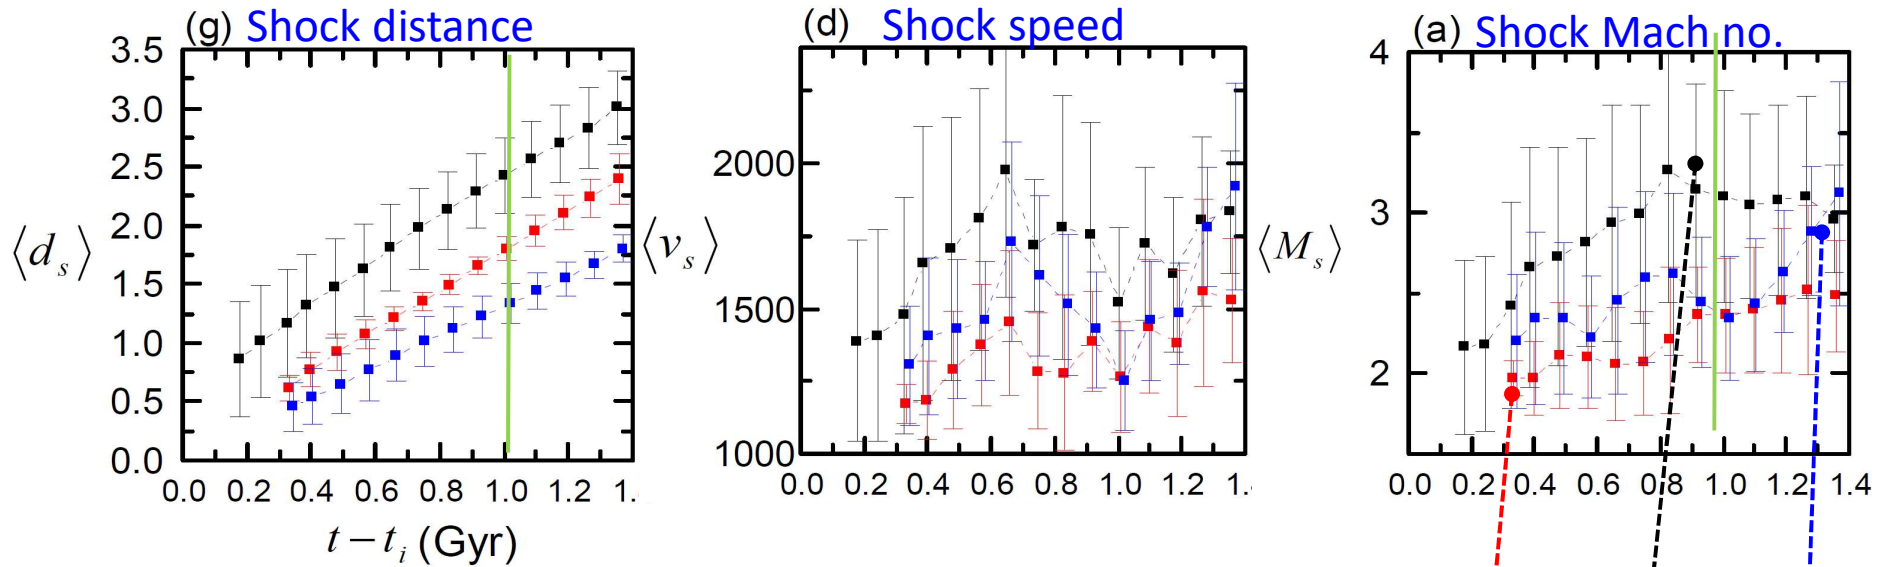 (g) Shock distance
3.5
3.0
2.5
2.0
1.5
1.0
0.5
0.0
⟨d_s⟩
0.0 0.2 0.4 0.6 0.8 1.0 1.2 1.
t − t_i (Gyr)
(d) Shock speed
2000
1500
1000
⟨v_s⟩
0.0 0.2 0.4 0.6 0.8 1.0 1.2 1.
(a) Shock Mach no.
4
3
2
⟨M_s⟩
0.0 0.2 0.4 0.6 0.8 1.0 1.2 1.4